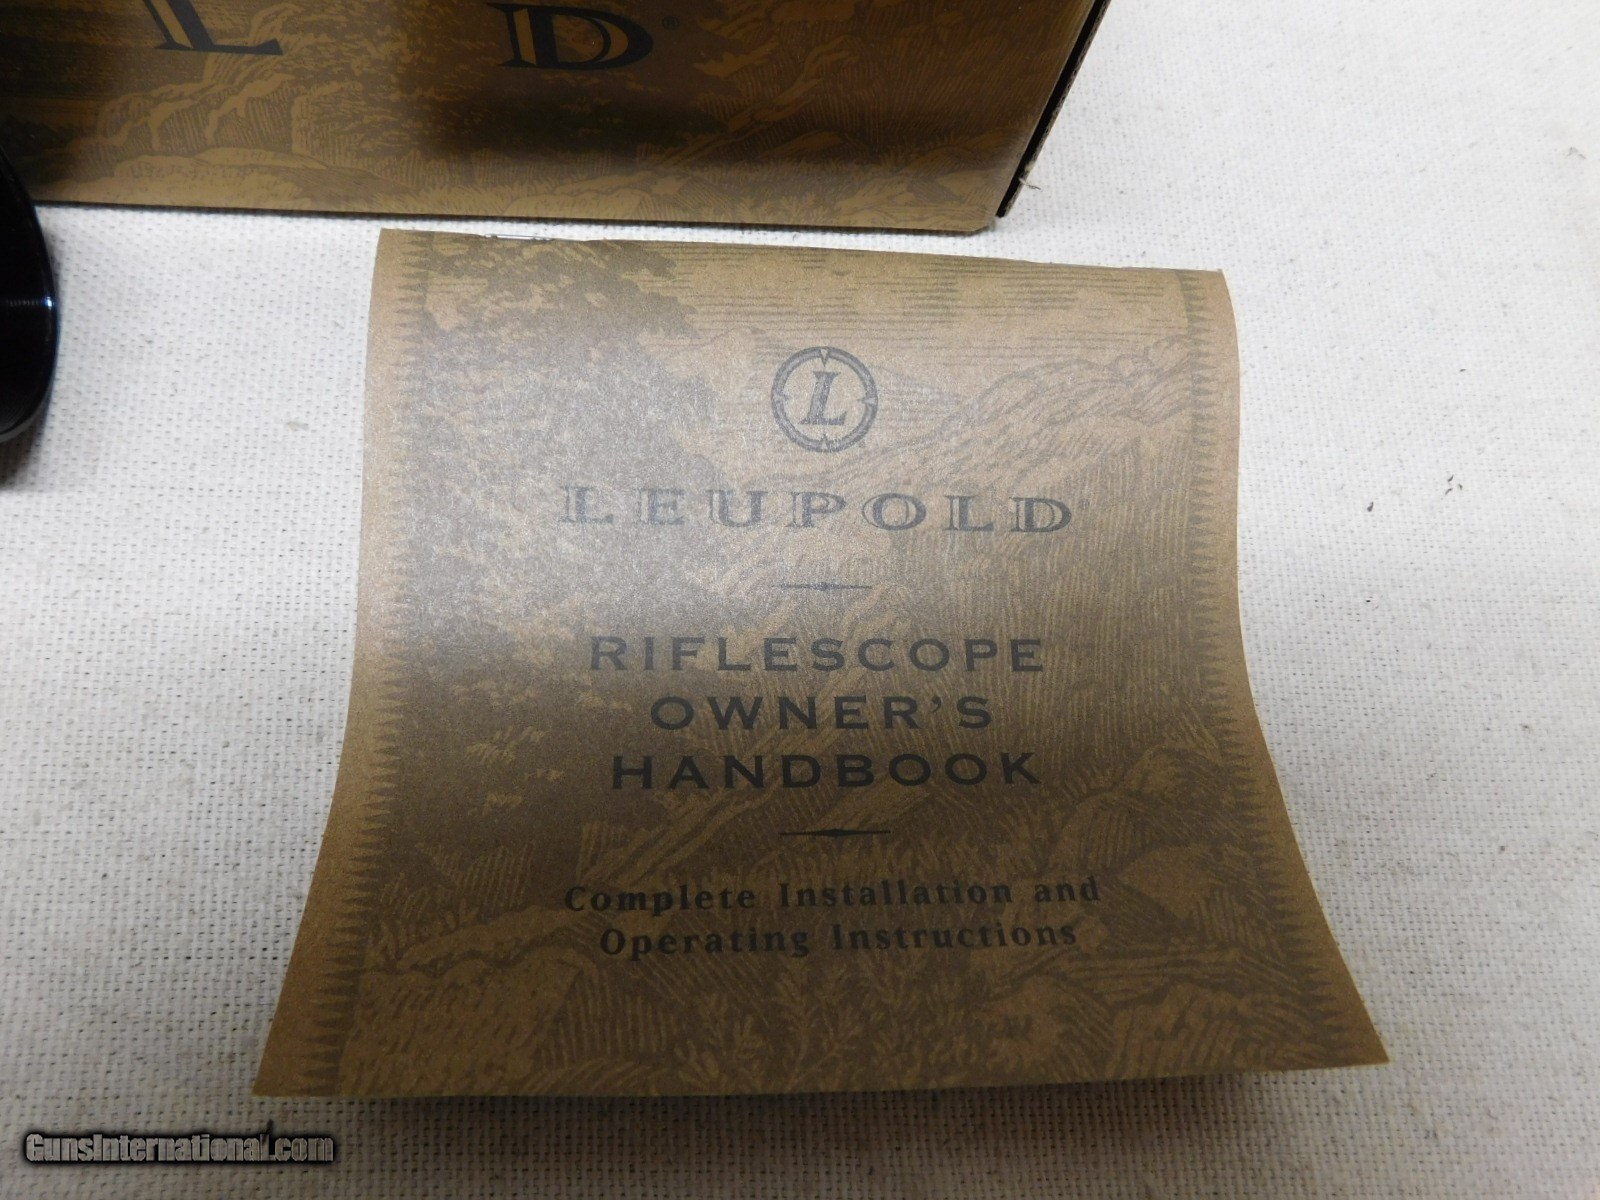 L D®
L
LEUPOLD®
RIFLESCOPE
OWNER'S
HANDBOOK
Complete Installation and
Operating Instructions
GunsInternational.com